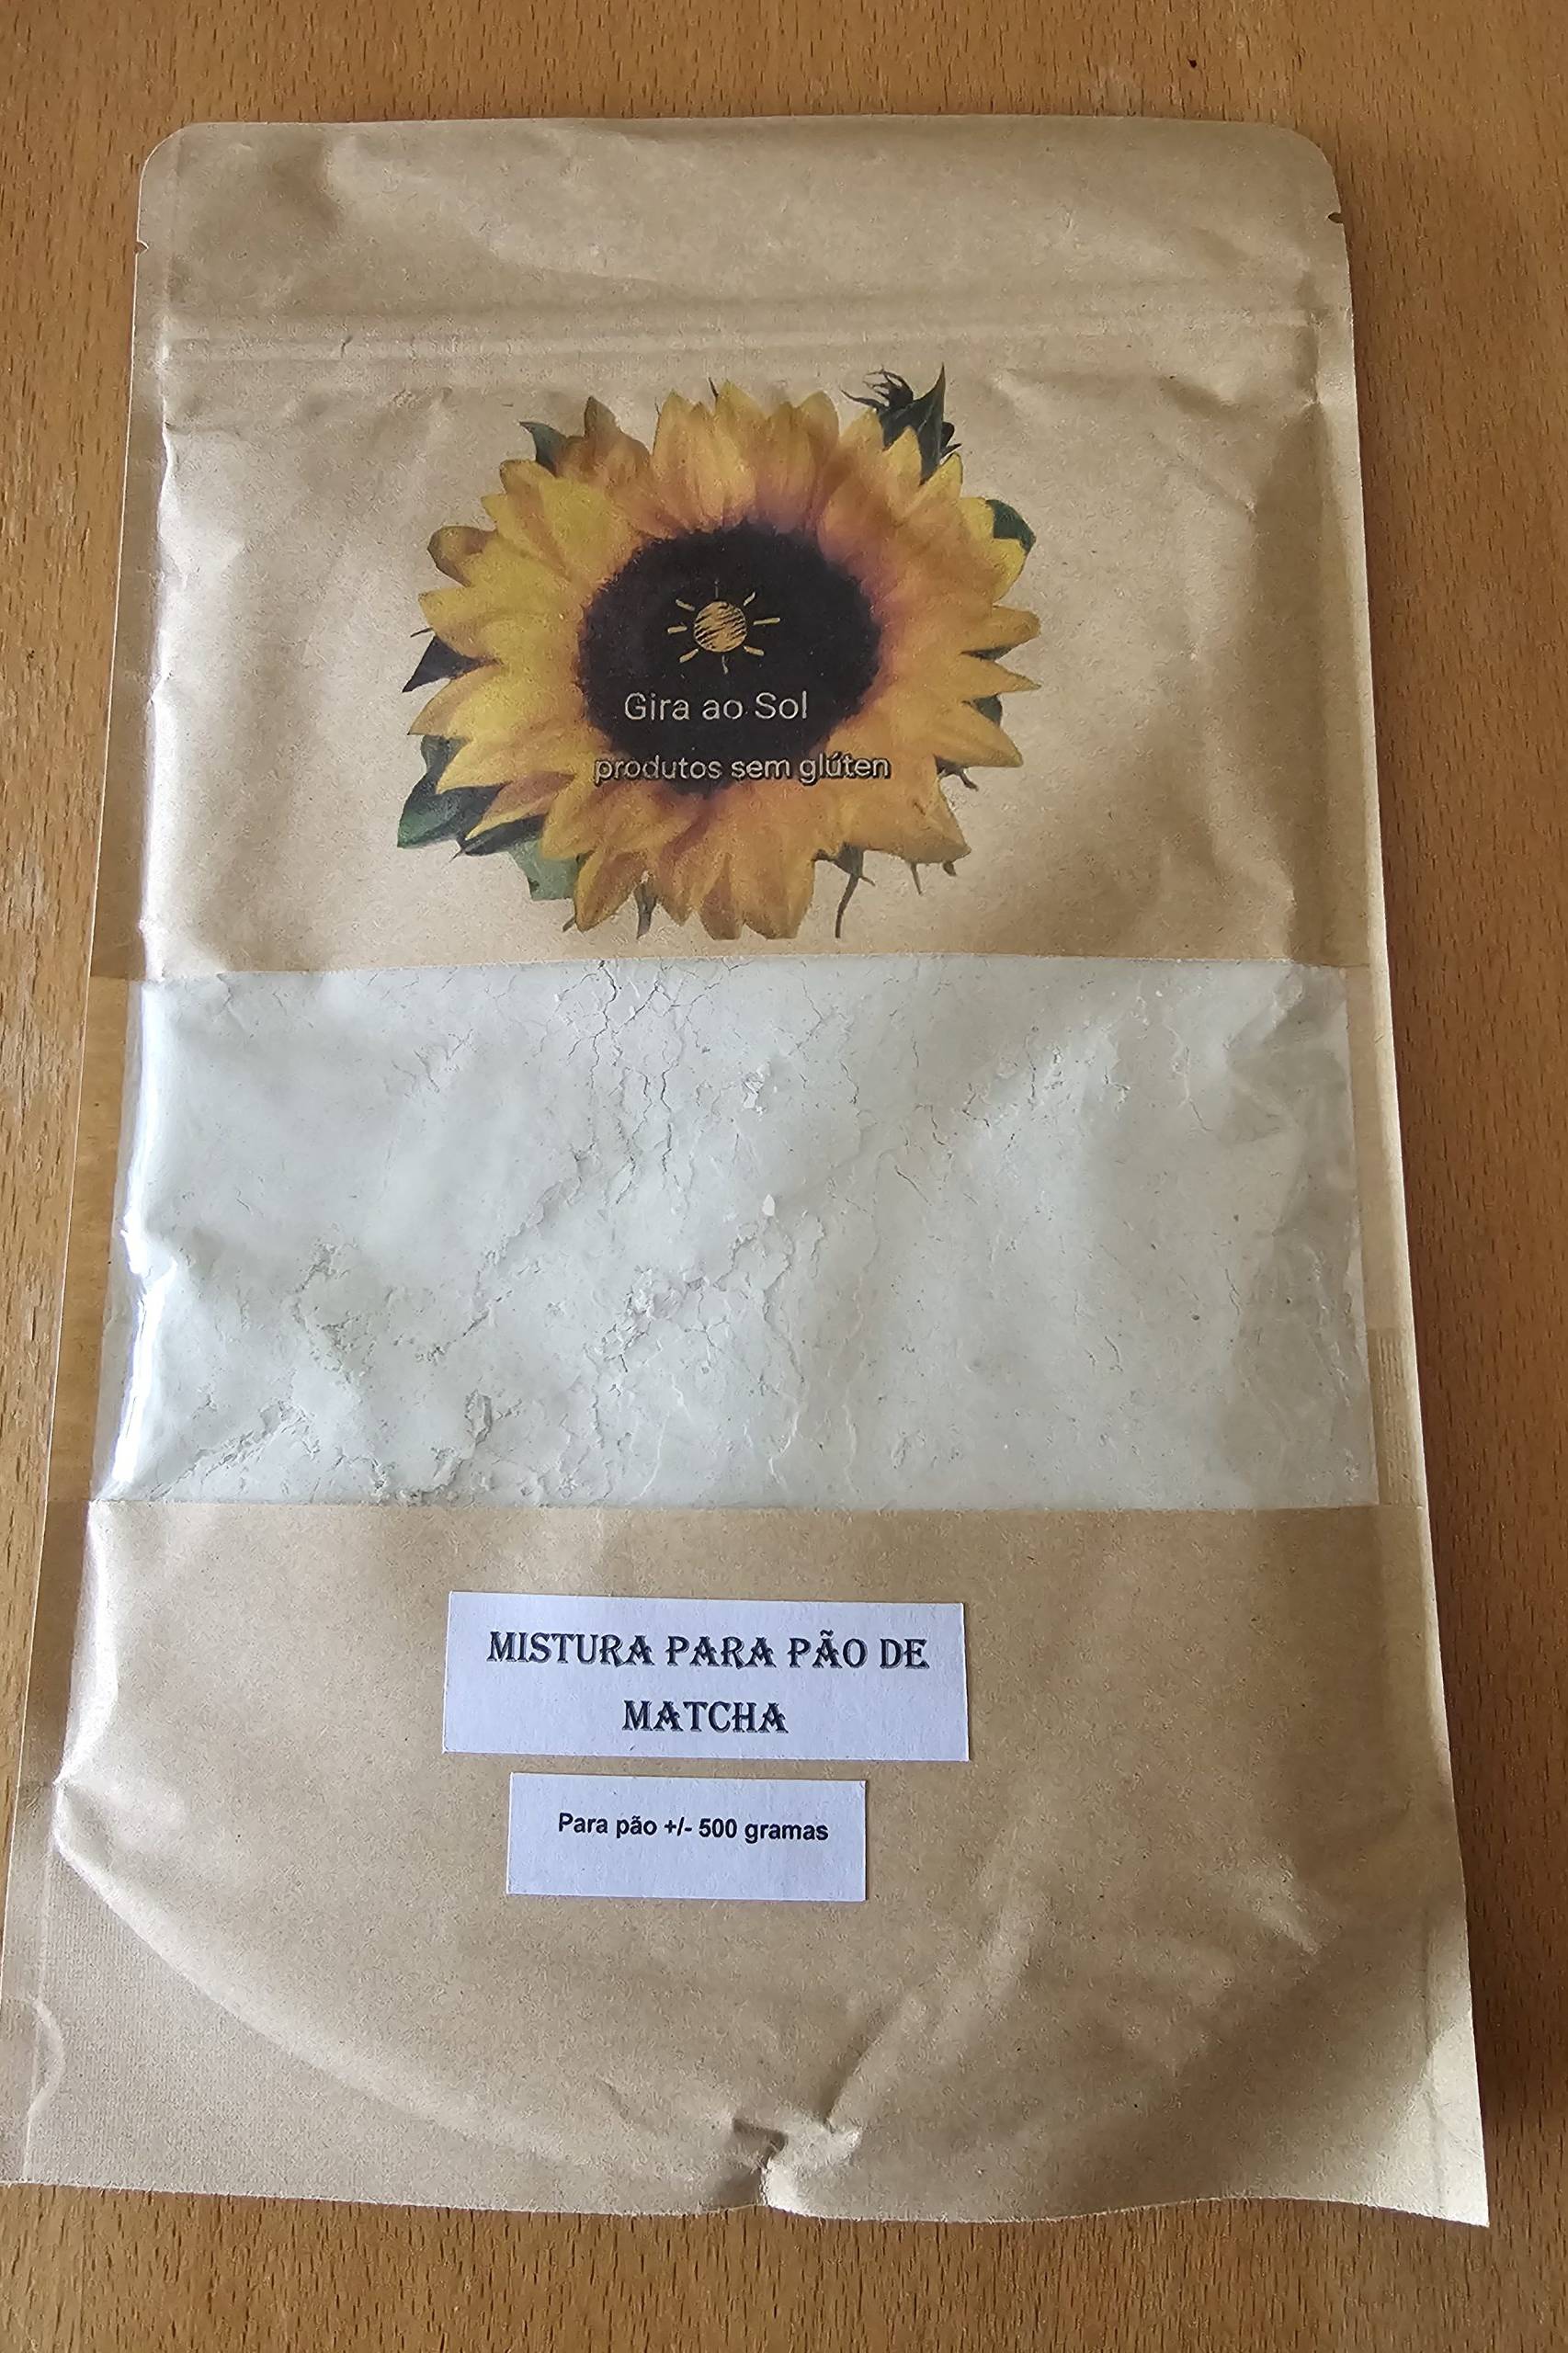 Gira ao Sol
produtos sem glúten
MISTURA PARA PÃO DE
MATCHA
Para pão +/- 500 gramas